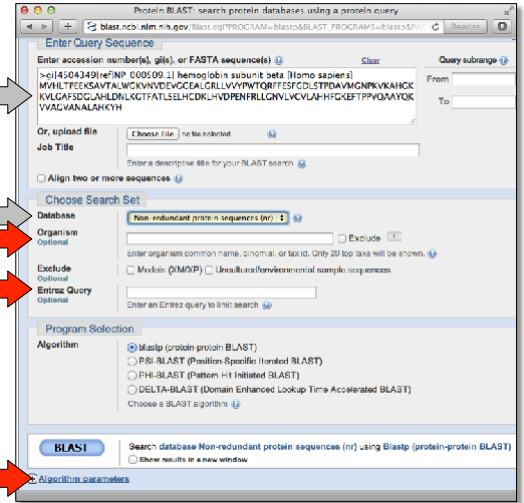 Protein BLAST: search protein databases using a protein query
blast.ncbi.nlm.nih.gov/Blast.cgi?PROGRAM=blastp&BLAST_PROGRAMS=blastp&PA
Reader
Enter Query Sequence
Enter accession number(s), gi(s), or FASTA sequence(s) Clear Query subrange
>gi|4504349|ref|NP_000509.1| hemoglobin subunit beta [Homo sapiens]
MVHLTPEEKSAVTALWGKVNVDEVGGEALGRLLVVYPWTQRFFESFGDLSTPDAVMGNPKVKAHGK
KVLGAFSDGLAHLDNLKGTFATLSELHCDKLHVDPENFRLLGNVLVCVLAHHFGKEFTPPVQAAYQK
VVAGVANALAHKYH
From
To
Or, upload file Choose File no file selected
Job Title
Enter a descriptive title for your BLAST search
Align two or more sequences
Choose Search Set
Database Non-redundant protein sequences (nr)
Organism
Optional
Exclude
Enter organism common name, binomial, or tax id. Only 20 top taxa will be shown.
Exclude Models (XM/XP) Uncultured/environmental sample sequences
Optional
Entrez Query
Optional
Enter an Entrez query to limit search
Program Selection
Algorithm blastp (protein-protein BLAST)
PSI-BLAST (Position-Specific Iterated BLAST)
PHI-BLAST (Pattern Hit Initiated BLAST)
DELTA-BLAST (Domain Enhanced Lookup Time Accelerated BLAST)
Choose a BLAST algorithm
BLAST Search database Non-redundant protein sequences (nr) using Blastp (protein-protein BLAST)
Show results in a new window
Algorithm parameters